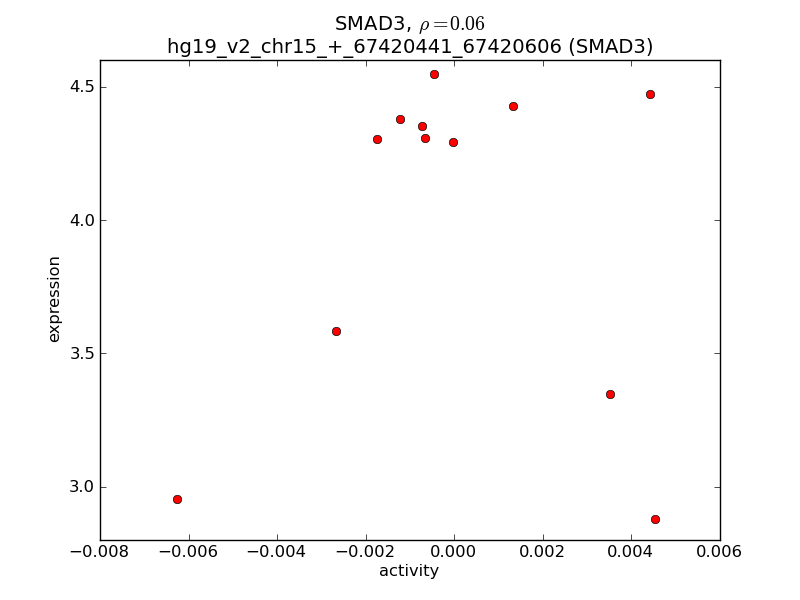 SMAD3, ρ=0.06
hg19_v2_chr15_+_67420441_67420606 (SMAD3)
4.5
4.0
3.5
3.0
expression
−0.008 −0.006 −0.004 −0.002 0.000 0.002 0.004 0.006
activity